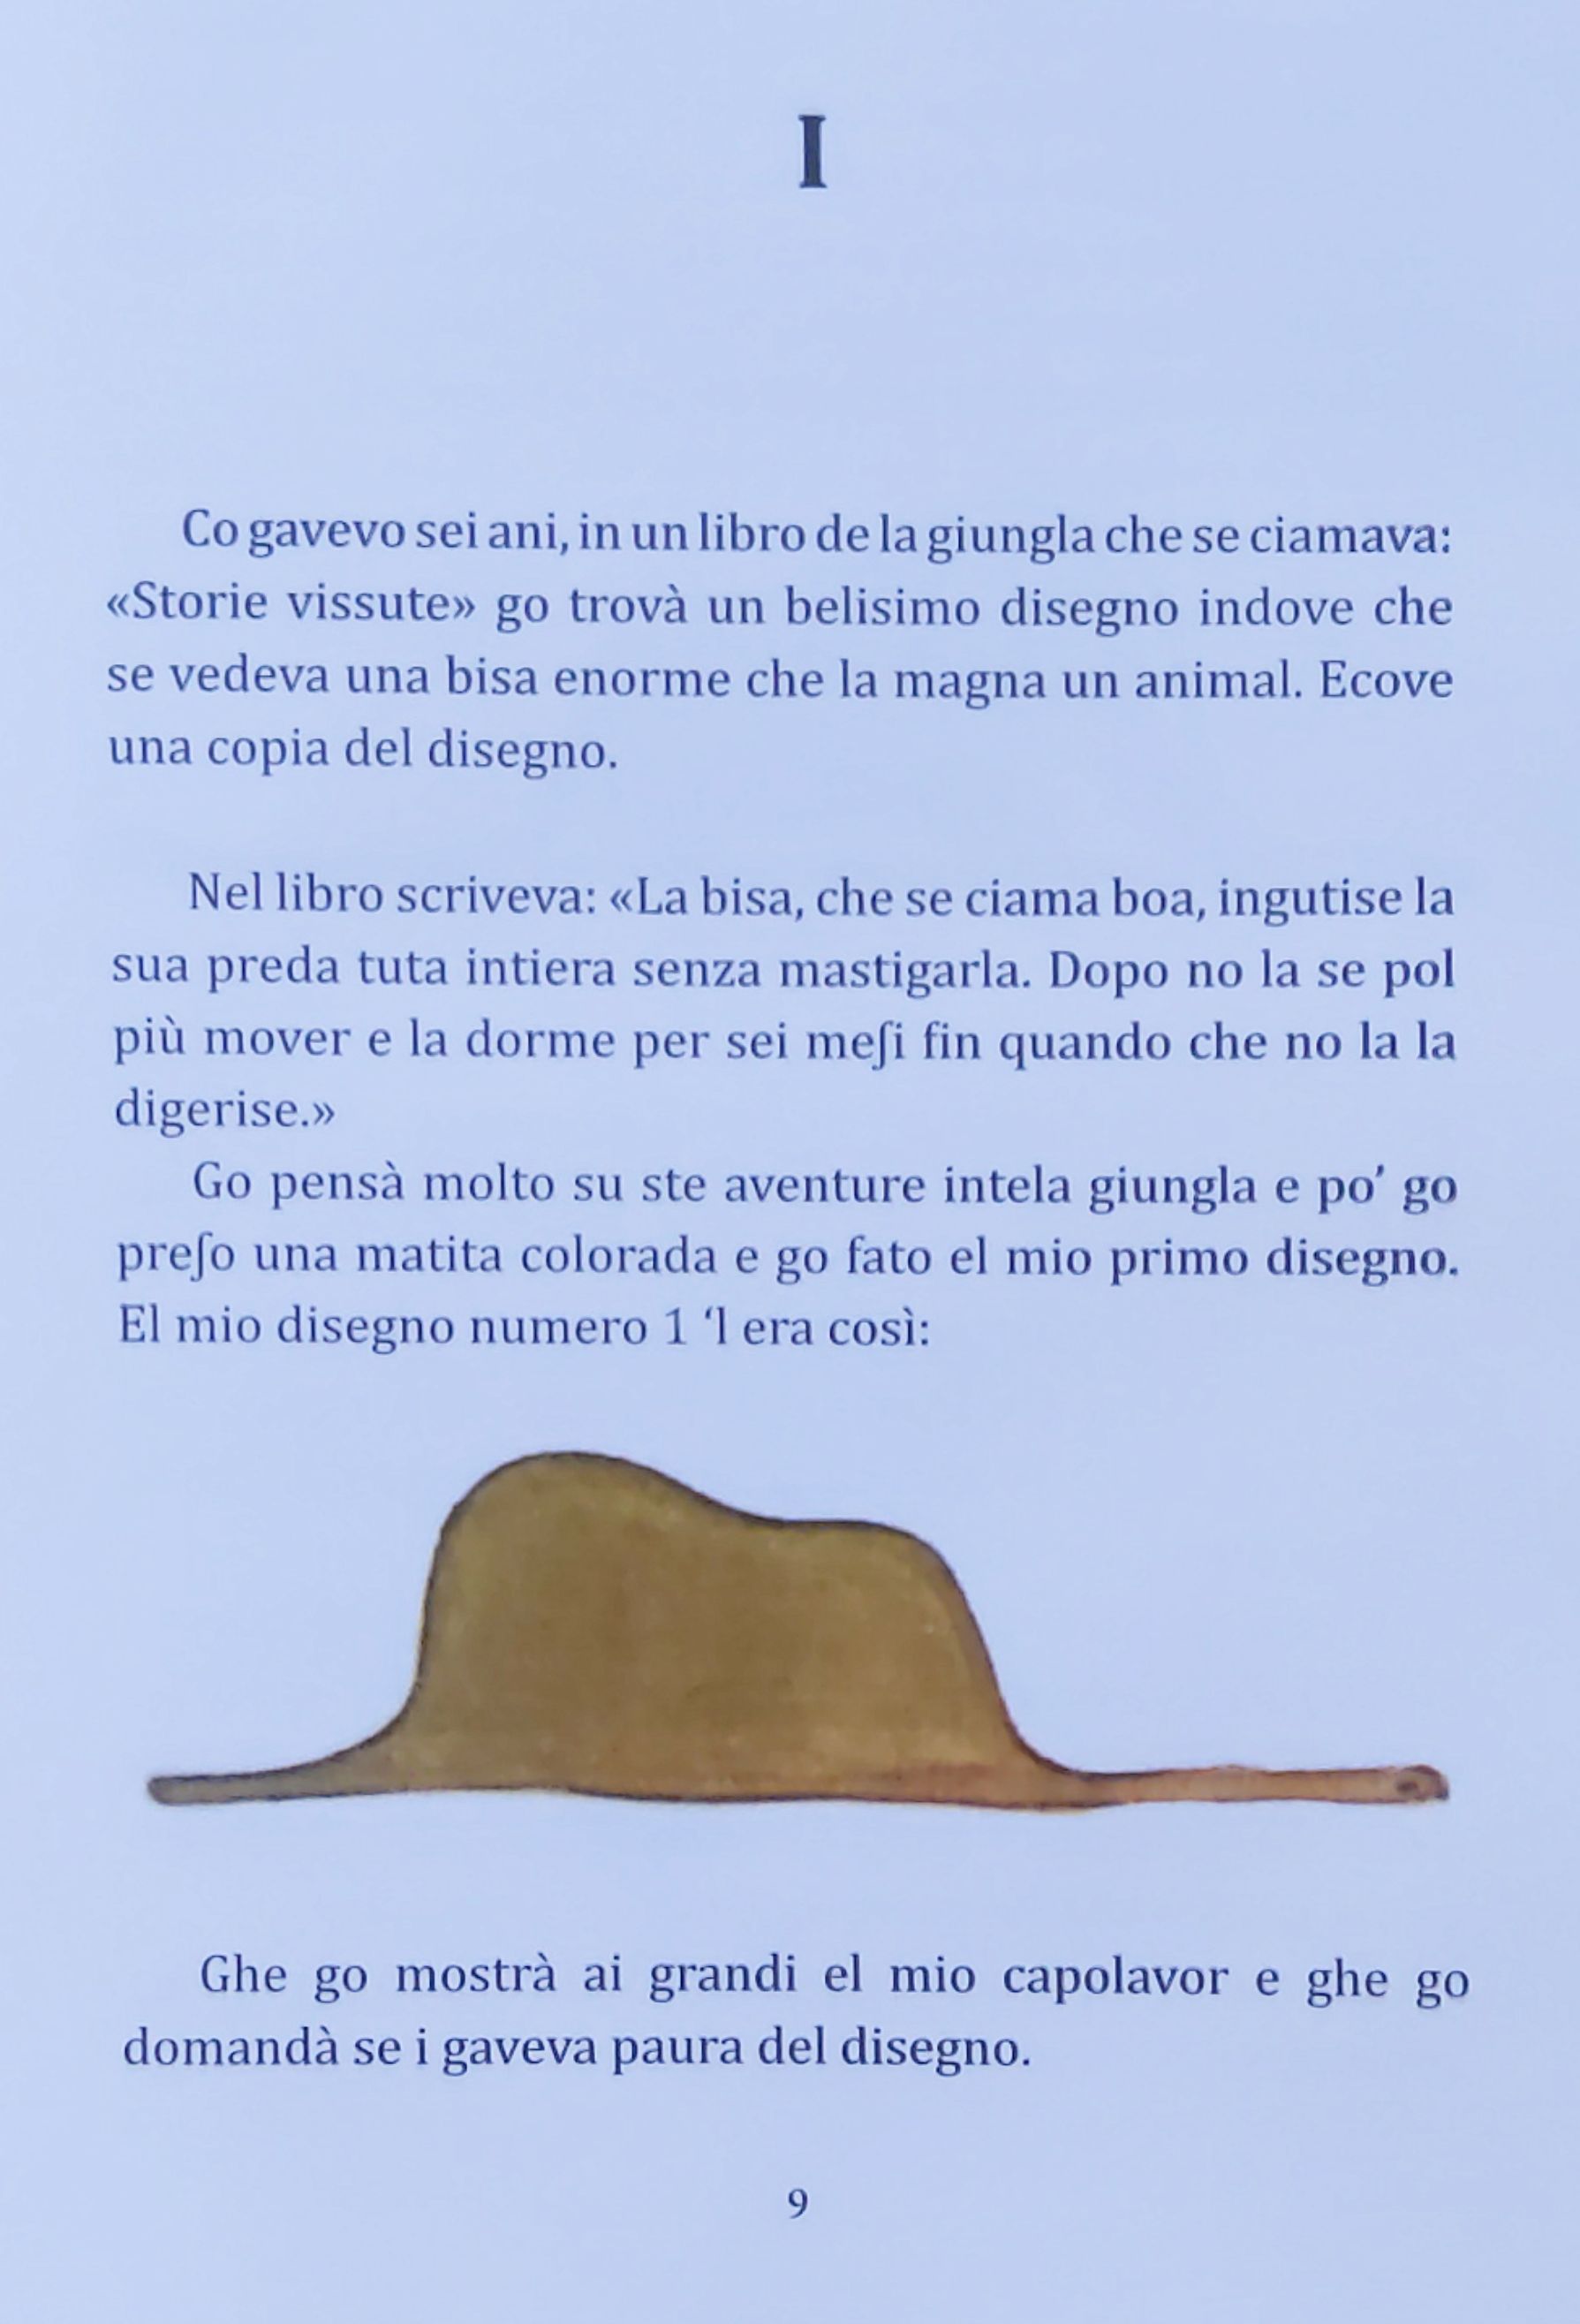 I
Co gavevo sei ani, in un libro de la giungla che se ciamava:
«Storie vissute» go trovà un belisimo disegno indove che
se vedeva una bisa enorme che la magna un animal. Ecove
una copia del disegno.
Nel libro scriveva: «La bisa, che se ciama boa, ingutise la
sua preda tuta intiera senza mastigarla. Dopo no la se pol
più mover e la dorme per sei meſi fin quando che no la la
digerise.»
Go pensà molto su ste aventure intela giungla e po’ go
preſo una matita colorada e go fato el mio primo disegno.
El mio disegno numero 1 ‘l era così:
Ghe go mostrà ai grandi el mio capolavor e ghe go
domandà se i gaveva paura del disegno.
9